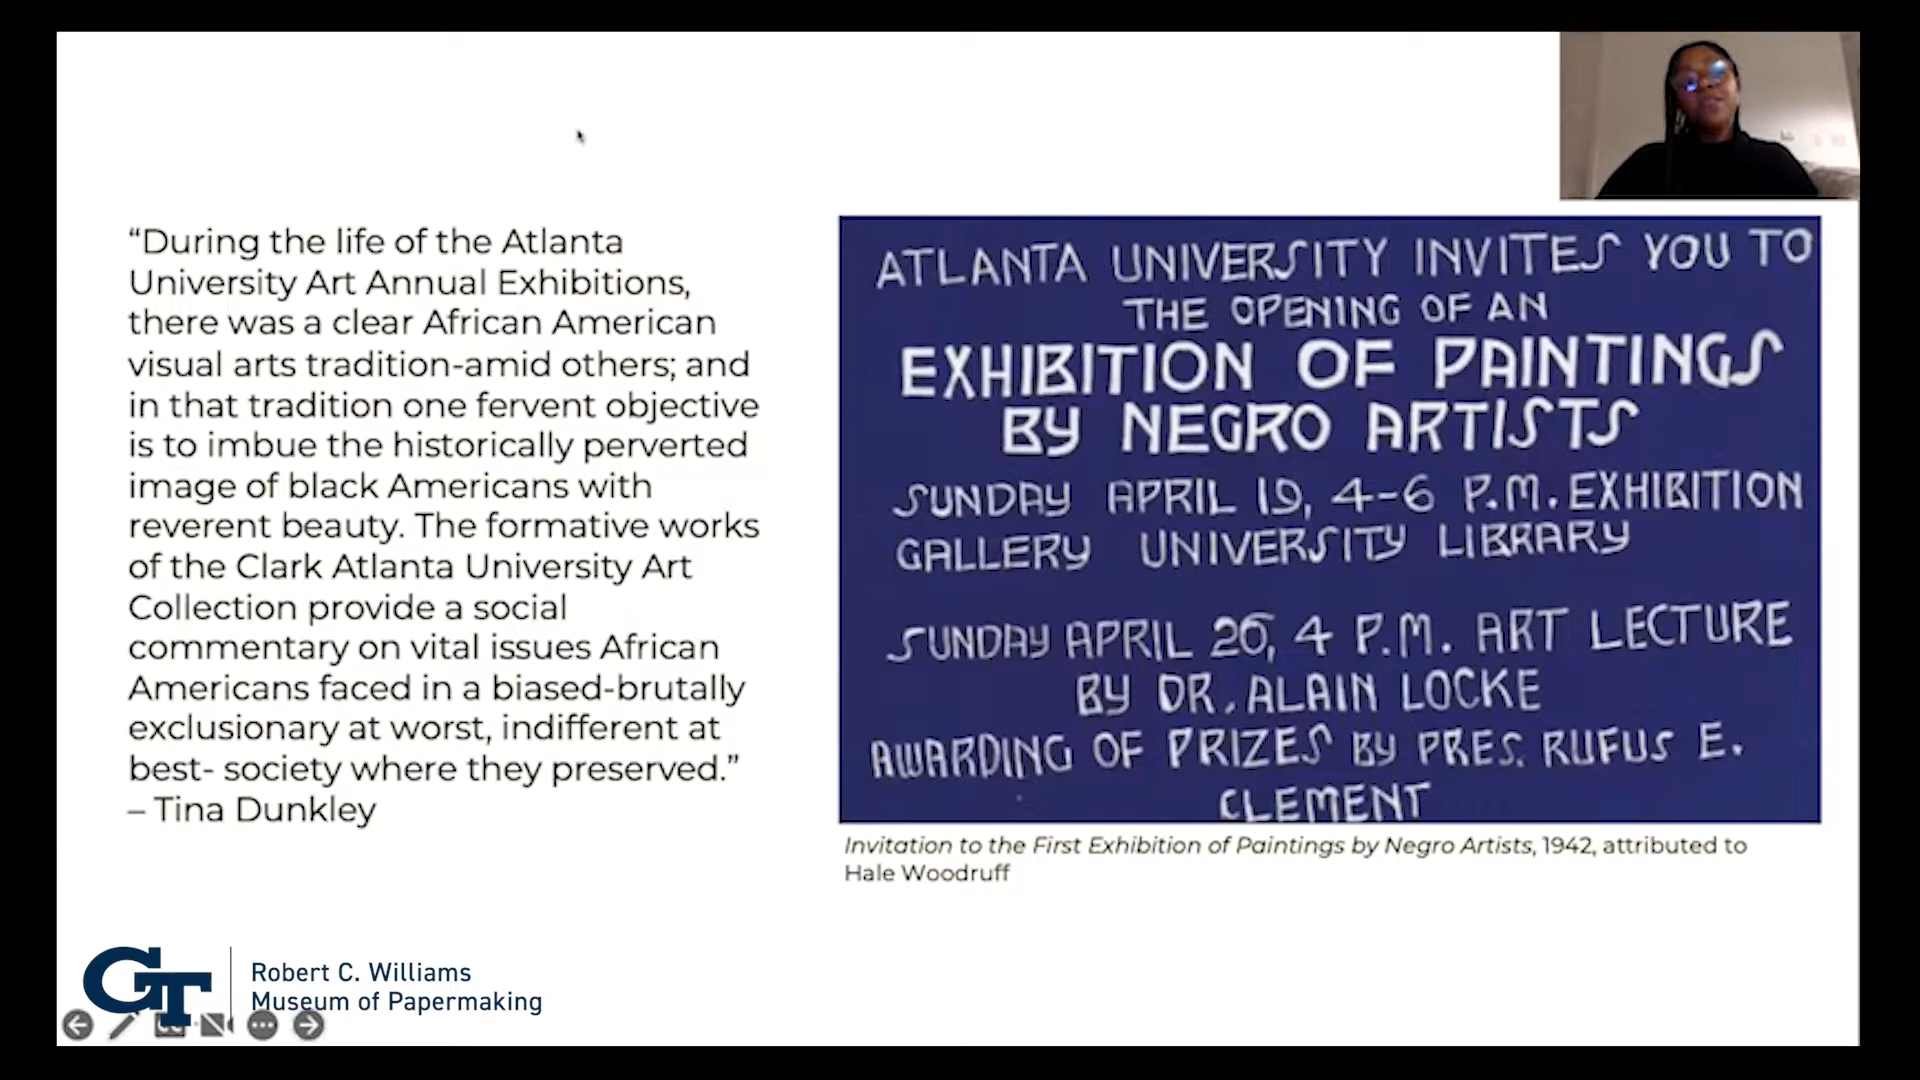 “During the life of the Atlanta
University Art Annual Exhibitions,
there was a clear African American
visual arts tradition-amid others; and
in that tradition one fervent objective
is to imbue the historically perverted
image of black Americans with
reverent beauty. The formative works
of the Clark Atlanta University Art
Collection provide a social
commentary on vital issues African
Americans faced in a biased-brutally
exclusionary at worst, indifferent at
best- society where they preserved.”
– Tina Dunkley
ATLANTA UNIVERSITY INVITES YOU TO
THE OPENING OF AN
EXHIBITION OF PAINTINGS
BY NEGRO ARTISTS
SUNDAY APRIL 19, 4-6 P.M. EXHIBITION
GALLERY UNIVERSITY LIBRARY
SUNDAY APRIL 26, 4 P.M. ART LECTURE
BY DR. ALAIN LOCKE
AWARDING OF PRIZES BY PRES. RUFUS E.
CLEMENT
Invitation to the First Exhibition of Paintings by Negro Artists, 1942, attributed to
Hale Woodruff
GT
Robert C. Williams
Museum of Papermaking
CC